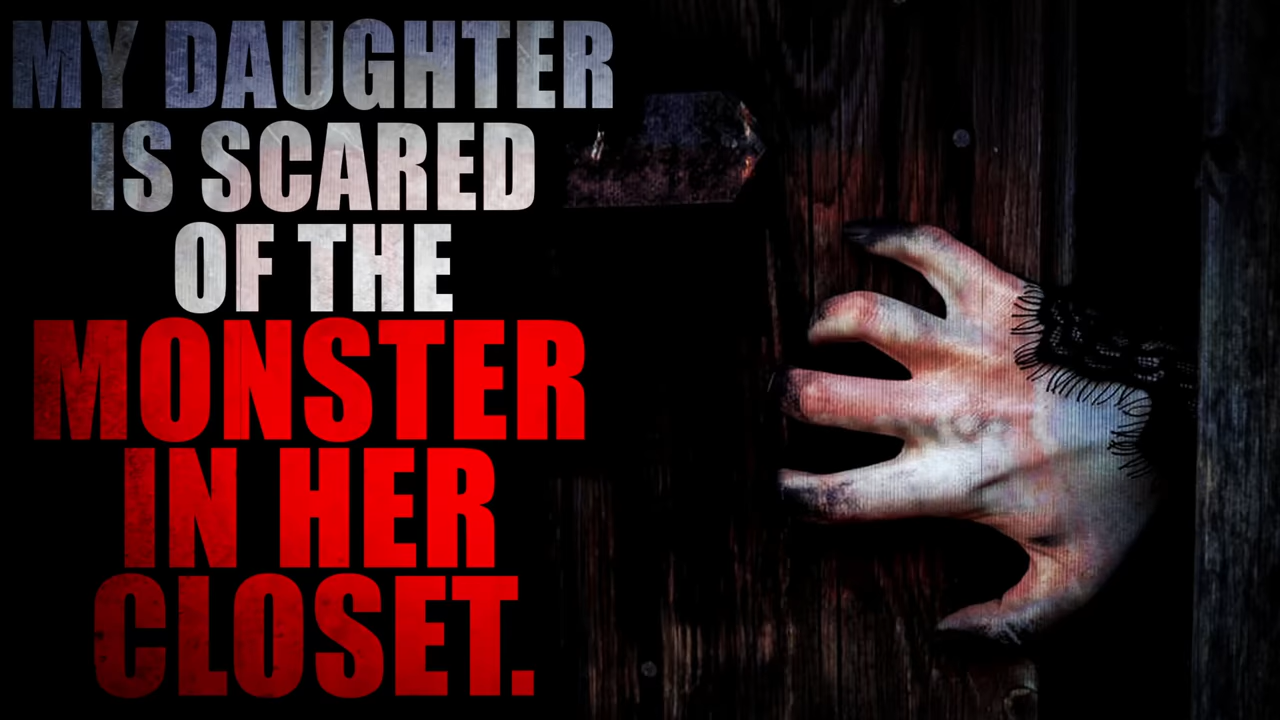 MY DAUGHTER
IS SCARED
OF THE
MONSTER
IN HER
CLOSET.